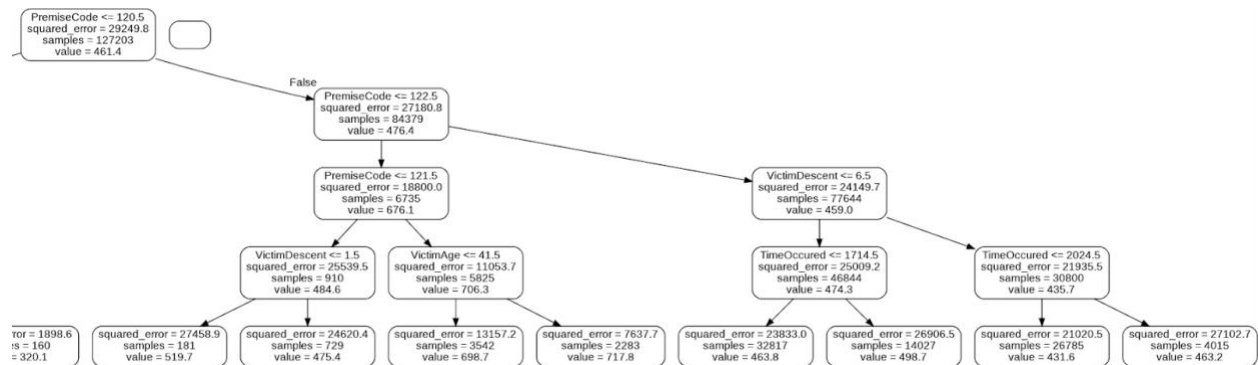 PremiseCode <= 120.5
squared_error = 29249.8
samples = 127203
value = 461.4
False
PremiseCode <= 122.5
squared_error = 27180.8
samples = 84379
value = 476.4
PremiseCode <= 121.5
squared_error = 18800.0
samples = 6735
value = 676.1
VictimDescent <= 6.5
squared_error = 24149.7
samples = 77644
value = 459.0
VictimDescent <= 1.5
squared_error = 25539.5
samples = 910
value = 484.6
VictimAge <= 41.5
squared_error = 11053.7
samples = 5825
value = 706.3
TimeOccured <= 1714.5
squared_error = 25009.2
samples = 46844
value = 474.3
TimeOccured <= 2024.5
squared_error = 21935.5
samples = 30800
value = 435.7
rror = 1898.6
es = 160
= 320.1
squared_error = 27458.9
samples = 181
value = 519.7
squared_error = 24620.4
samples = 729
value = 475.4
squared_error = 13157.2
samples = 3542
value = 698.7
squared_error = 7637.7
samples = 2283
value = 717.8
squared_error = 23833.0
samples = 32817
value = 463.8
squared_error = 26906.5
samples = 14027
value = 498.7
squared_error = 21020.5
samples = 26785
value = 431.6
squared_error = 27102.7
samples = 4015
value = 463.2